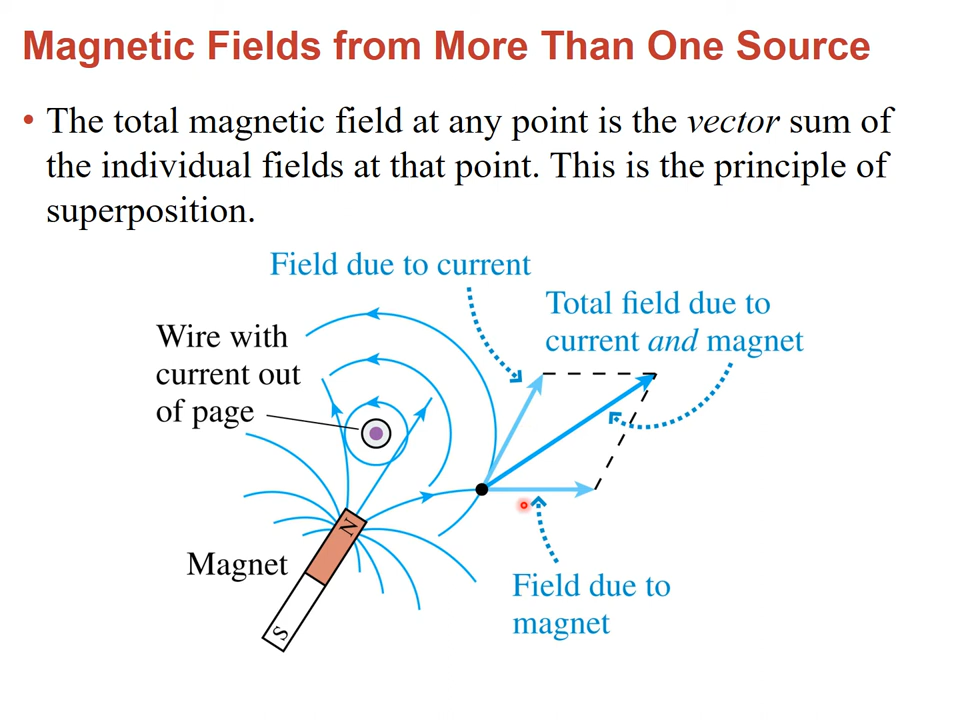 Magnetic Fields from More Than One Source
• The total magnetic field at any point is the vector sum of
the individual fields at that point. This is the principle of
superposition.
Field due to current
Total field due to
current and magnet
Wire with
current out
of page
N
Magnet
S
Field due to
magnet